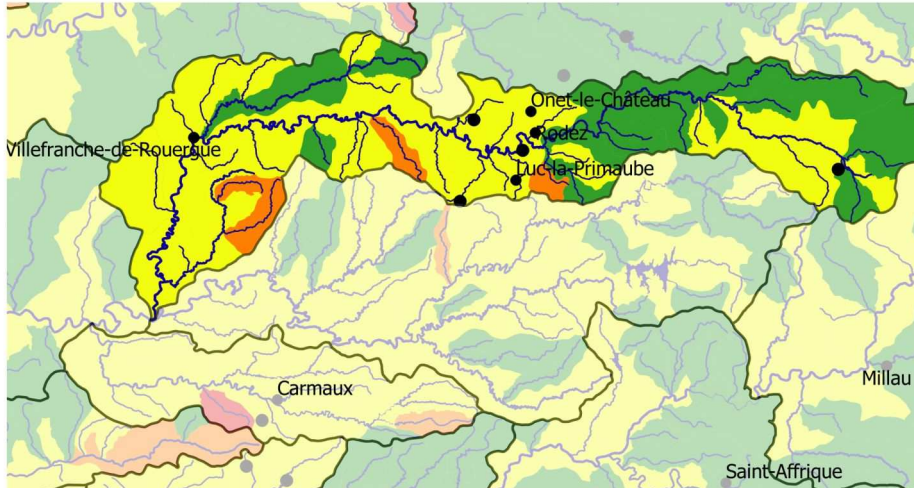 Onet-le-Château
Rodez
Villefranche-de-Rouergue
Luc-la-Primaube
Carmaux
Millau
Saint-Affrique